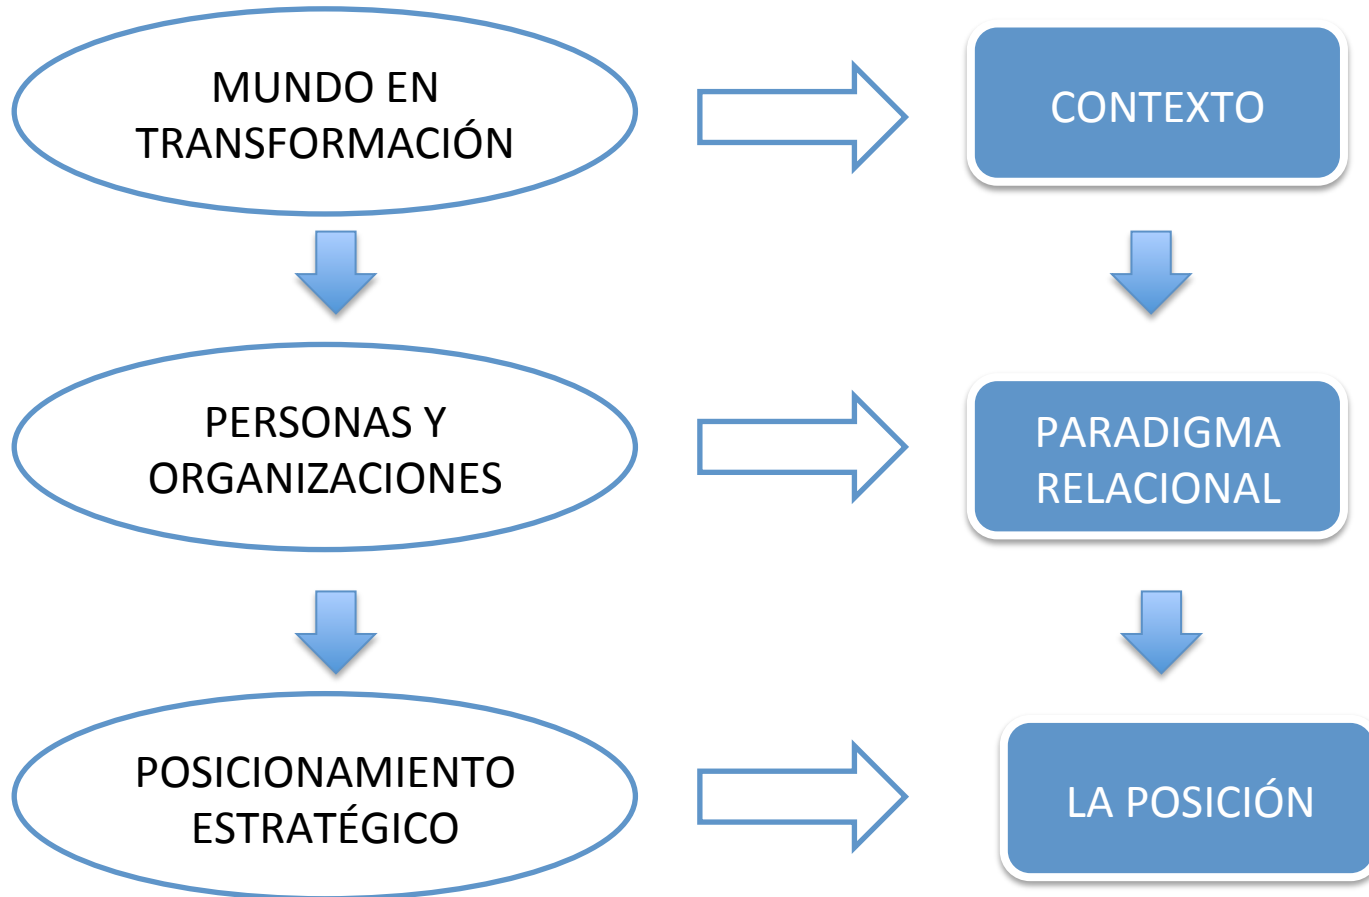 MUNDO EN
TRANSFORMACIÓN
CONTEXTO
PERSONAS Y
ORGANIZACIONES
PARADIGMA
RELACIONAL
POSICIONAMIENTO
ESTRATÉGICO
LA POSICIÓN